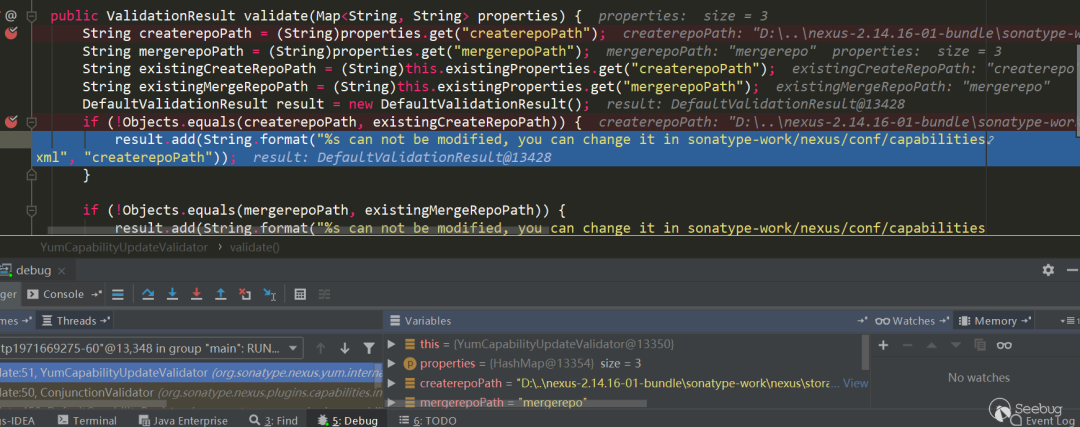 public ValidationResult validate(Map<String, String> properties) {  properties:  size = 3
String createrepoPath = (String)properties.get("createrepoPath");  createrepoPath: "D:\..\nexus-2.14.16-01-bundle\sonatype-w
String mergerepoPath = (String)properties.get("mergerepoPath");  mergerepoPath: "mergerepo"  properties:  size = 3
String existingCreateRepoPath = (String)this.existingProperties.get("createrepoPath");  existingCreateRepoPath: "createrepo
String existingMergeRepoPath = (String)this.existingProperties.get("mergerepoPath");  existingMergeRepoPath: "mergerepo"
DefaultValidationResult result = new DefaultValidationResult();  result: DefaultValidationResult@13428
if (!Objects.equals(createrepoPath, existingCreateRepoPath)) {  createrepoPath: "D:\..\nexus-2.14.16-01-bundle\sonatype-wor
result.add(String.format("%s can not be modified, you can change it in sonatype-work/nexus/conf/capabilities.
xml", "createrepoPath"));  result: DefaultValidationResult@13428
}
if (!Objects.equals(mergerepoPath, existingMergeRepoPath)) {
result.add(String.format("%s can not be modified, you can change it in sonatype-work/nexus/conf/capabilities
YumCapabilityUpdateValidator › validate()
debug ×
ger Console
mes Threads Variables Watches Memory
tp1971669275-60"@13,348 in group "main": RUN...
this = {YumCapabilityUpdateValidator@13350}
properties = {HashMap@13354} size = 3
date:51, YumCapabilityUpdateValidator (org.sonatype.nexus.yum.interna
createrepoPath = "D:\..\nexus-2.14.16-01-bundle\sonatype-work\nexus\stora... View
No watches
date:50, ConjunctionValidator (org.sonatype.nexus.plugins.capabilities.in
mergerepoPath = "mergerepo"
Seebug
gs-IDEA Terminal Java Enterprise 3: Find 5: Debug 6: TODO Event Log